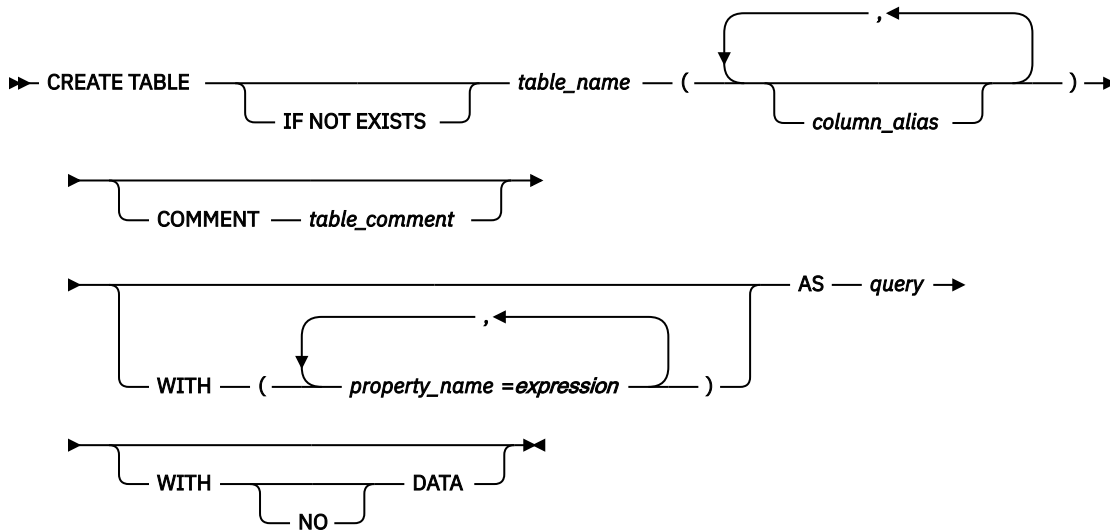 ,
CREATE TABLE table_name ( )
IF NOT EXISTS column_alias
COMMENT table_comment
AS query
,
WITH ( property_name =expression )
WITH DATA
NO